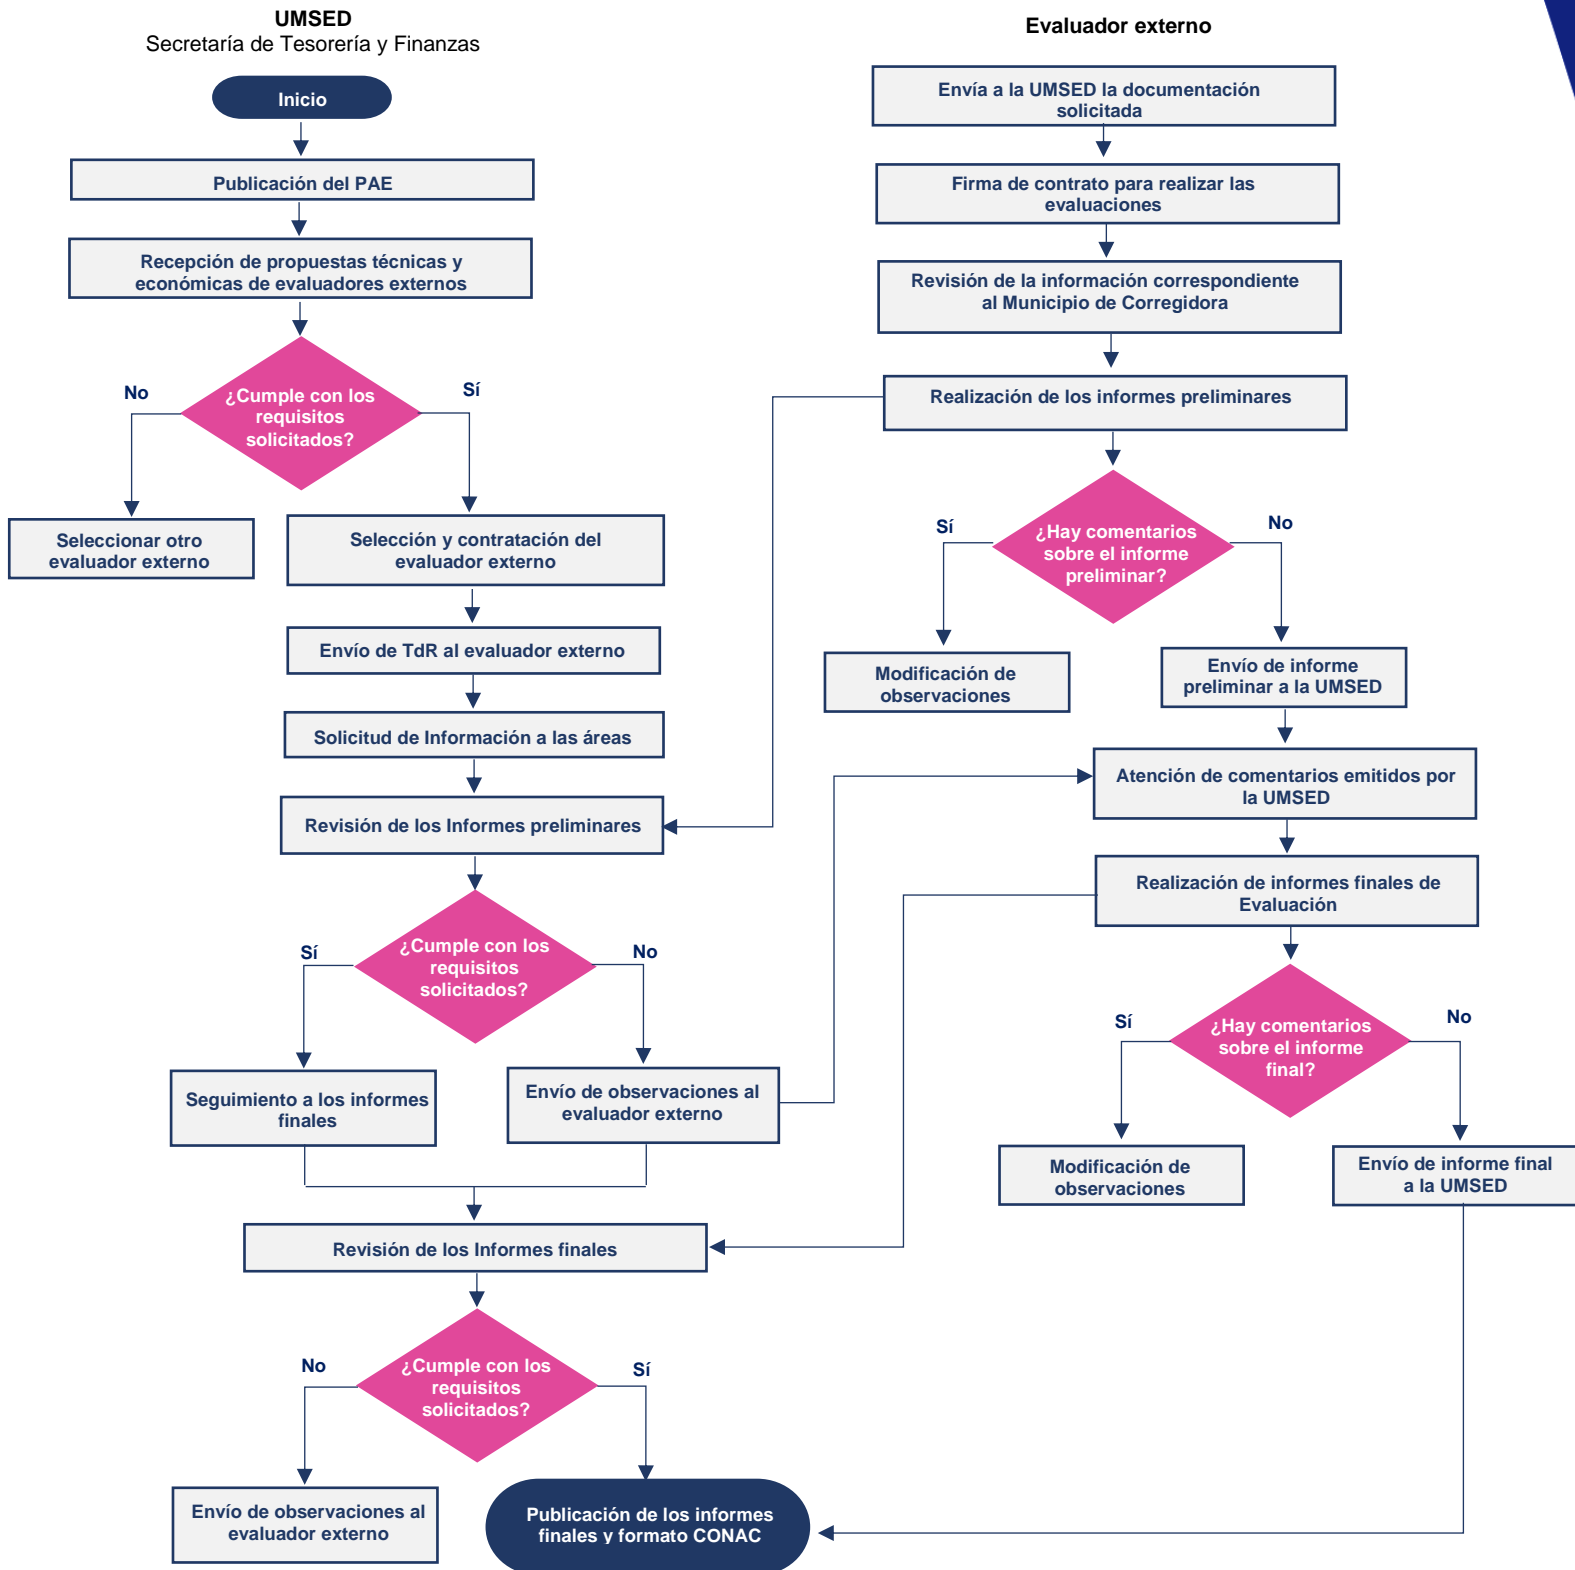 UMSED
Secretaría de Tesorería y Finanzas
Inicio
Publicación del PAE
Recepción de propuestas técnicas y
económicas de evaluadores externos
¿Cumple con los
requisitos
solicitados?
No
Sí
Seleccionar otro
evaluador externo
Selección y contratación del
evaluador externo
Envío de TdR al evaluador externo
Solicitud de Información a las áreas
Revisión de los Informes preliminares
¿Cumple con los
requisitos
solicitados?
Sí
No
Seguimiento a los informes
finales
Envío de observaciones al
evaluador externo
Revisión de los Informes finales
¿Cumple con los
requisitos
solicitados?
No
Sí
Envío de observaciones al
evaluador externo
Publicación de los informes
finales y formato CONAC
Evaluador externo
Envía a la UMSED la documentación
solicitada
Firma de contrato para realizar las
evaluaciones
Revisión de la información correspondiente
al Municipio de Corregidora
Realización de los informes preliminares
¿Hay comentarios
sobre el informe
preliminar?
Sí
No
Modificación de
observaciones
Envío de informe
preliminar a la UMSED
Atención de comentarios emitidos por
la UMSED
Realización de informes finales de
Evaluación
¿Hay comentarios
sobre el informe
final?
Sí
No
Modificación de
observaciones
Envío de informe final
a la UMSED